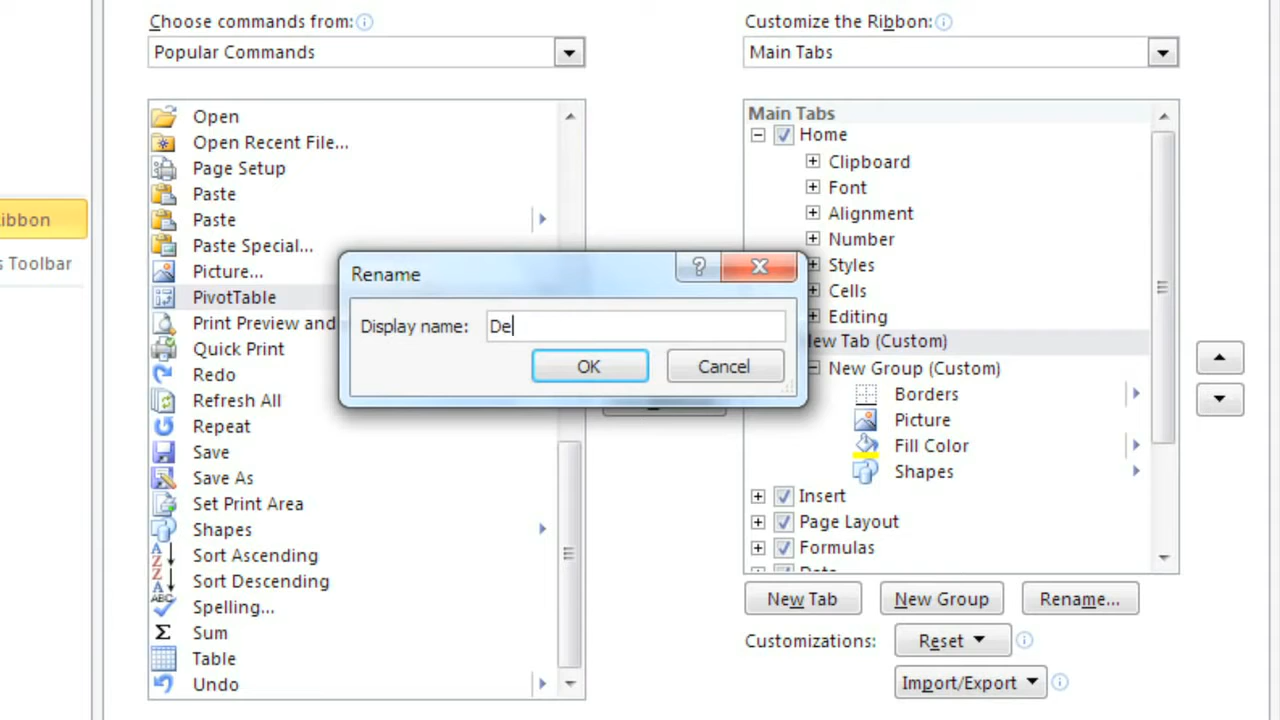 Choose commands from:
Popular Commands
Open
Open Recent File...
Page Setup
Paste
Paste
Paste Special...
Picture...
PivotTable
Print Preview and
Quick Print
Redo
Refresh All
Repeat
Save
Save As
Set Print Area
Shapes
Sort Ascending
Sort Descending
Spelling...
Sum
Table
Undo
ibbon
s Toolbar
Rename
Display name: De
OK Cancel
Customize the Ribbon:
Main Tabs
Main Tabs
Home
Clipboard
Font
Alignment
Number
Styles
Cells
Editing
ew Tab (Custom)
New Group (Custom)
Borders
Picture
Fill Color
Shapes
Insert
Page Layout
Formulas
New Tab New Group Rename...
Customizations: Reset
Import/Export